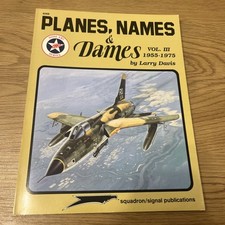 PLANES, NAMES
& Dames VOL. III
1955-1975
by Larry Davis
squadron/signal publications